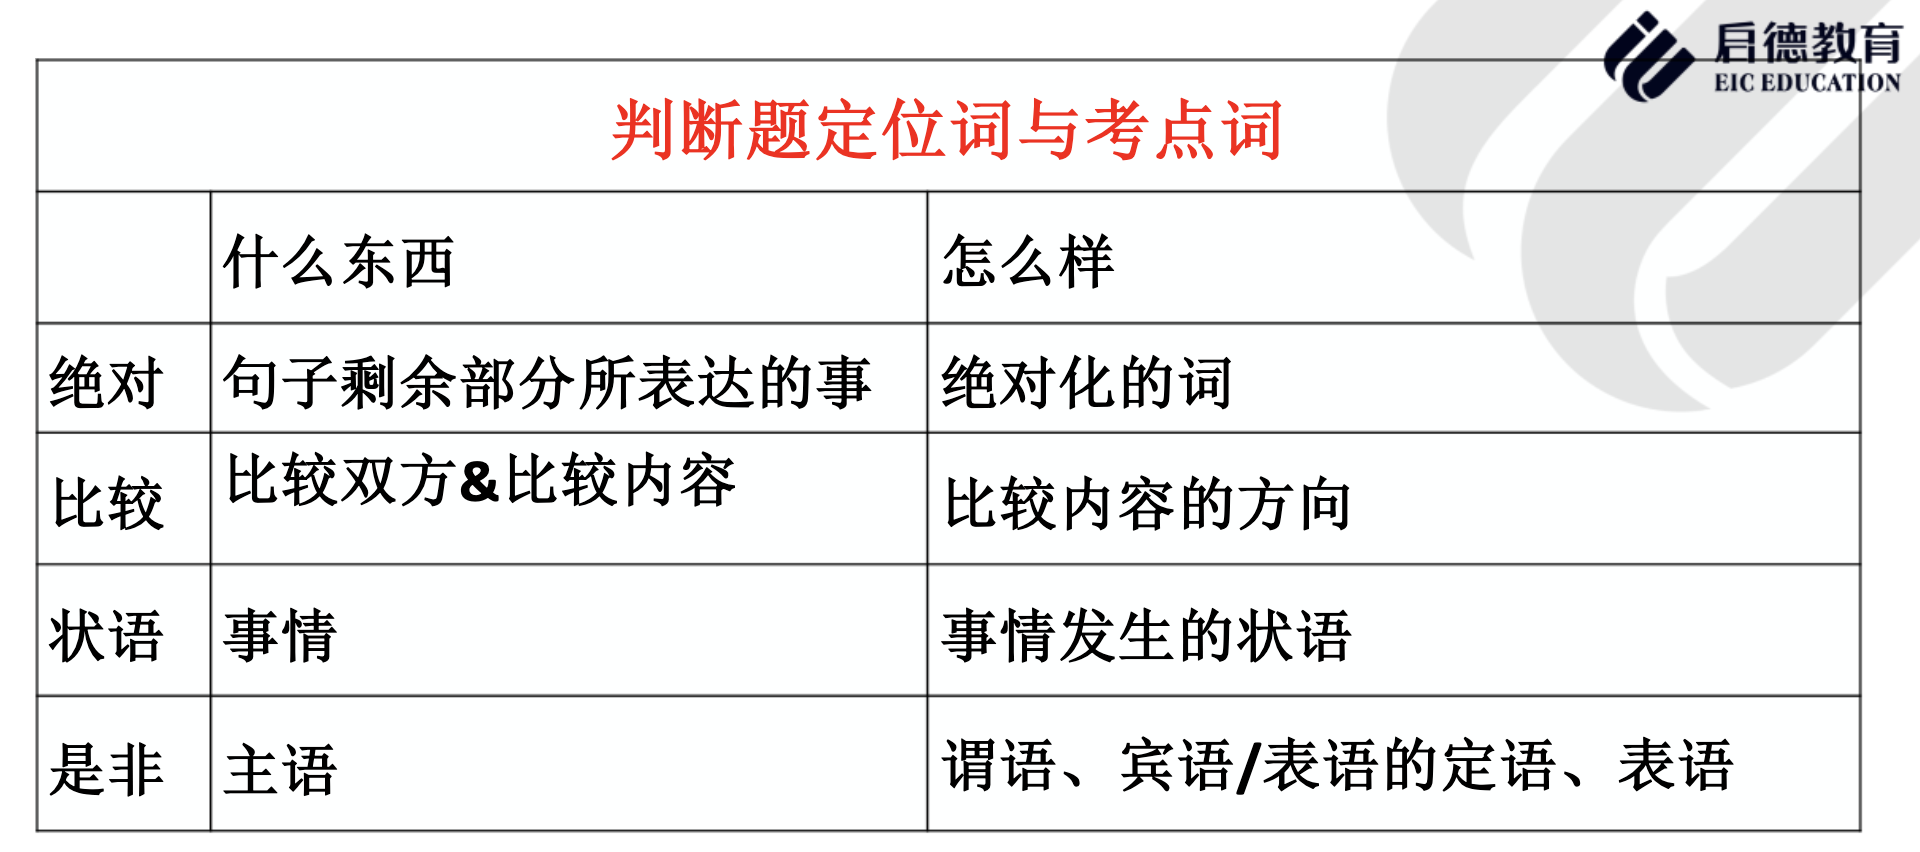 启德教育
EIC EDUCATION
判断题定位词与考点词
什么东西 怎么样
绝对 句子剩余部分所表达的事 绝对化的词
比较 比较双方&比较内容 比较内容的方向
状语 事情 事情发生的状语
是非 主语 谓语、宾语/表语的定语、表语